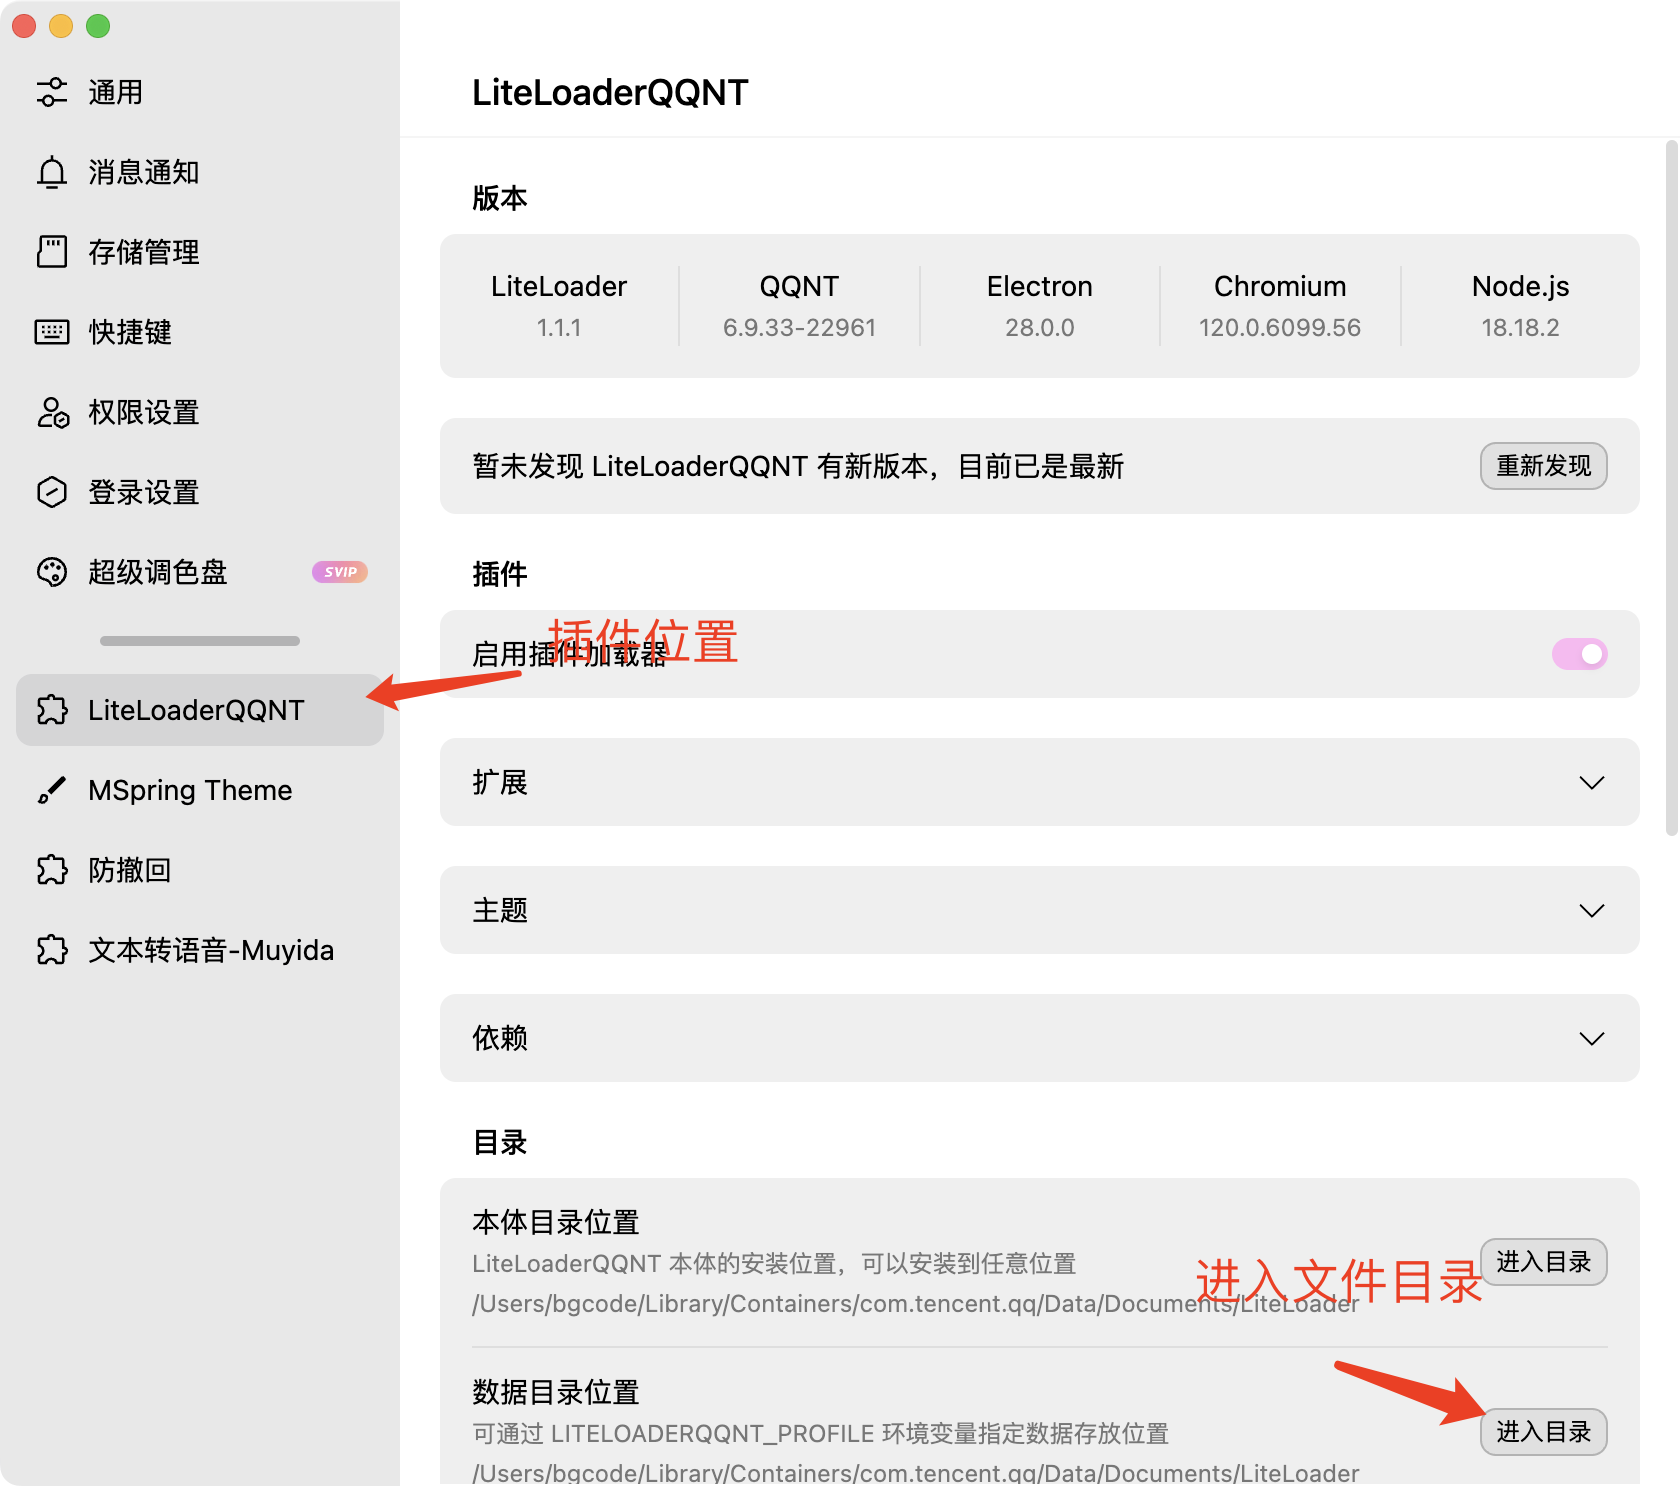 通用
消息通知
存储管理
快捷键
权限设置
登录设置
超级调色盘
SVIP
LiteLoaderQQNT
MSpring Theme
防撤回
文本转语音-Muyida
LiteLoaderQQNT
版本
LiteLoader
1.1.1
QQNT
6.9.33-22961
Electron
28.0.0
Chromium
120.0.6099.56
Node.js
18.18.2
暂未发现 LiteLoaderQQNT 有新版本，目前已是最新
重新发现
插件
插件位置
启用插件加载器
扩展
主题
依赖
目录
本体目录位置
LiteLoaderQQNT 本体的安装位置，可以安装到任意位置
/Users/bgcode/Library/Containers/com.tencent.qq/Data/Documents/LiteLoader
进入文件目录
进入目录
数据目录位置
可通过 LITELOADERQQNT_PROFILE 环境变量指定数据存放位置
/Users/bgcode/Library/Containers/com.tencent.qq/Data/Documents/LiteLoader
进入目录